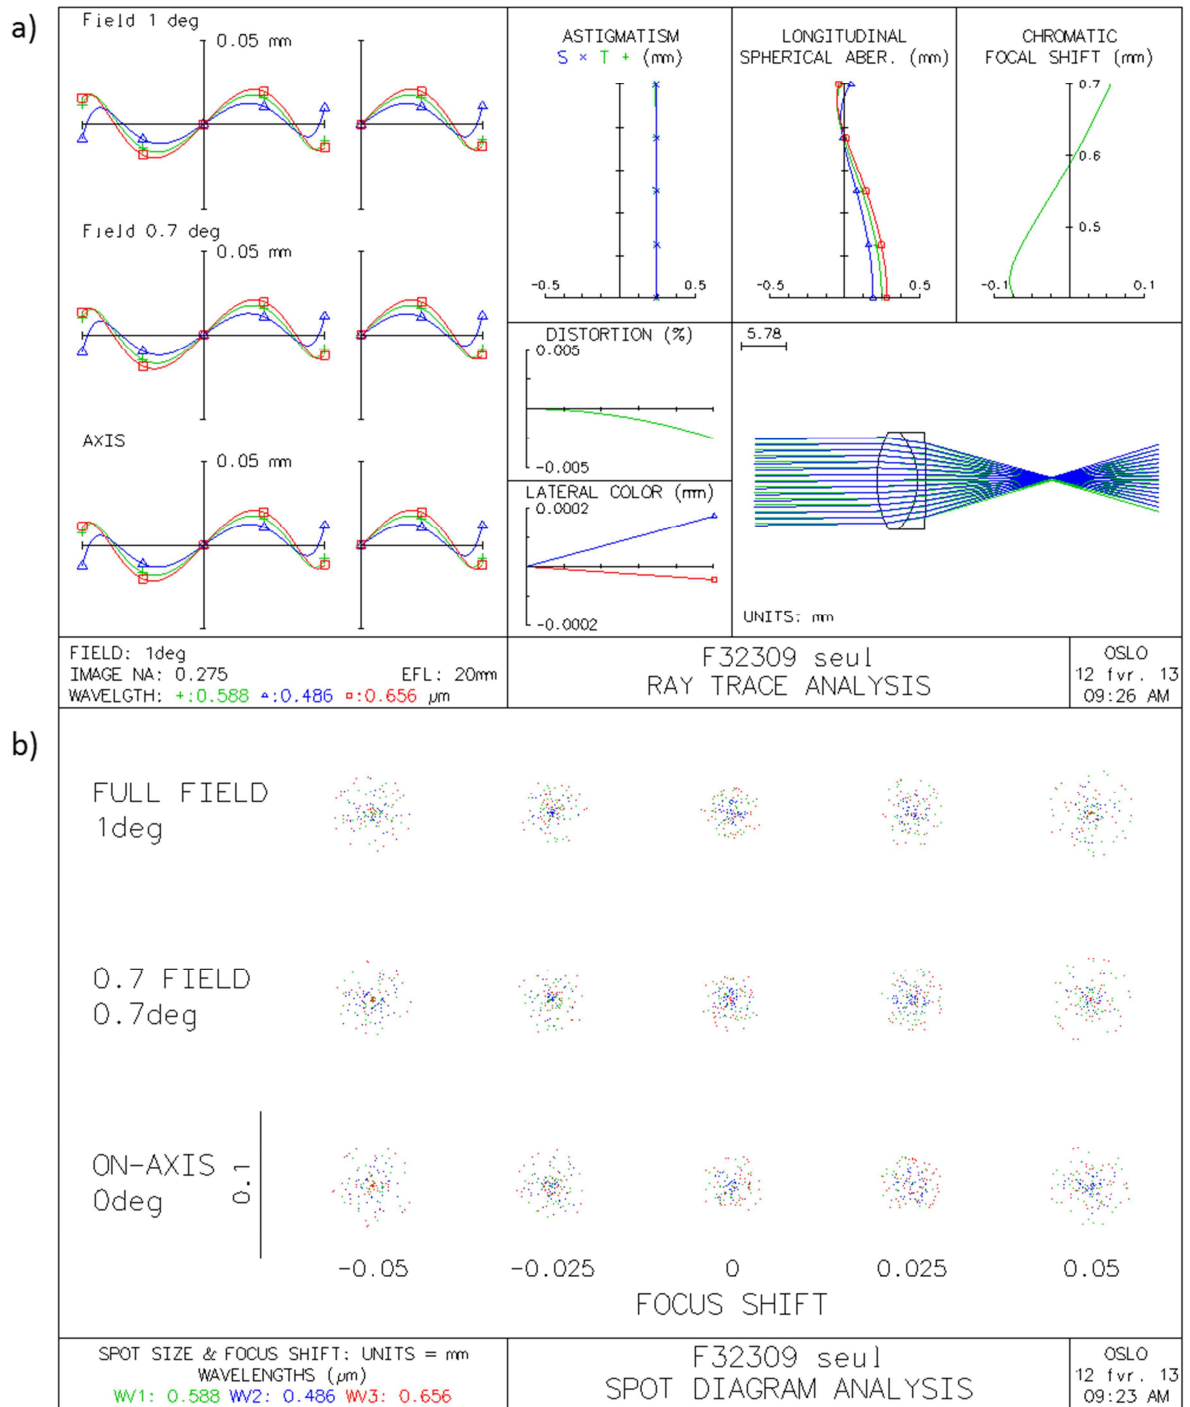 a)
Field 1 deg
0.05 mm
Field 0.7 deg
0.05 mm
AXIS
0.05 mm
ASTIGMATISM
S × T + (mm)
-0.5
0.5
LONGITUDINAL
SPHERICAL ABER. (mm)
-0.5
0.5
CHROMATIC
FOCAL SHIFT (mm)
0.7
0.6
0.5
-0.1
0.1
DISTORTION (%)
0.005
-0.005
LATERAL COLOR (mm)
0.0002
-0.0002
5.78
UNITS: mm
FIELD: 1deg
IMAGE NA: 0.275 EFL: 20mm
WAVELGTH: +:0.588 △:0.486 □:0.656 µm
F32309 seul
RAY TRACE ANALYSIS
OSLO
12 fvr. 13
09:26 AM
b)
FULL FIELD
1deg
0.7 FIELD
0.7deg
ON-AXIS
0deg
0.1
-0.05 -0.025 0 0.025 0.05
FOCUS SHIFT
SPOT SIZE & FOCUS SHIFT: UNITS = mm
WAVELENGTHS (µm)
WV1: 0.588 WV2: 0.486 WV3: 0.656
F32309 seul
SPOT DIAGRAM ANALYSIS
OSLO
12 fvr. 13
09:23 AM